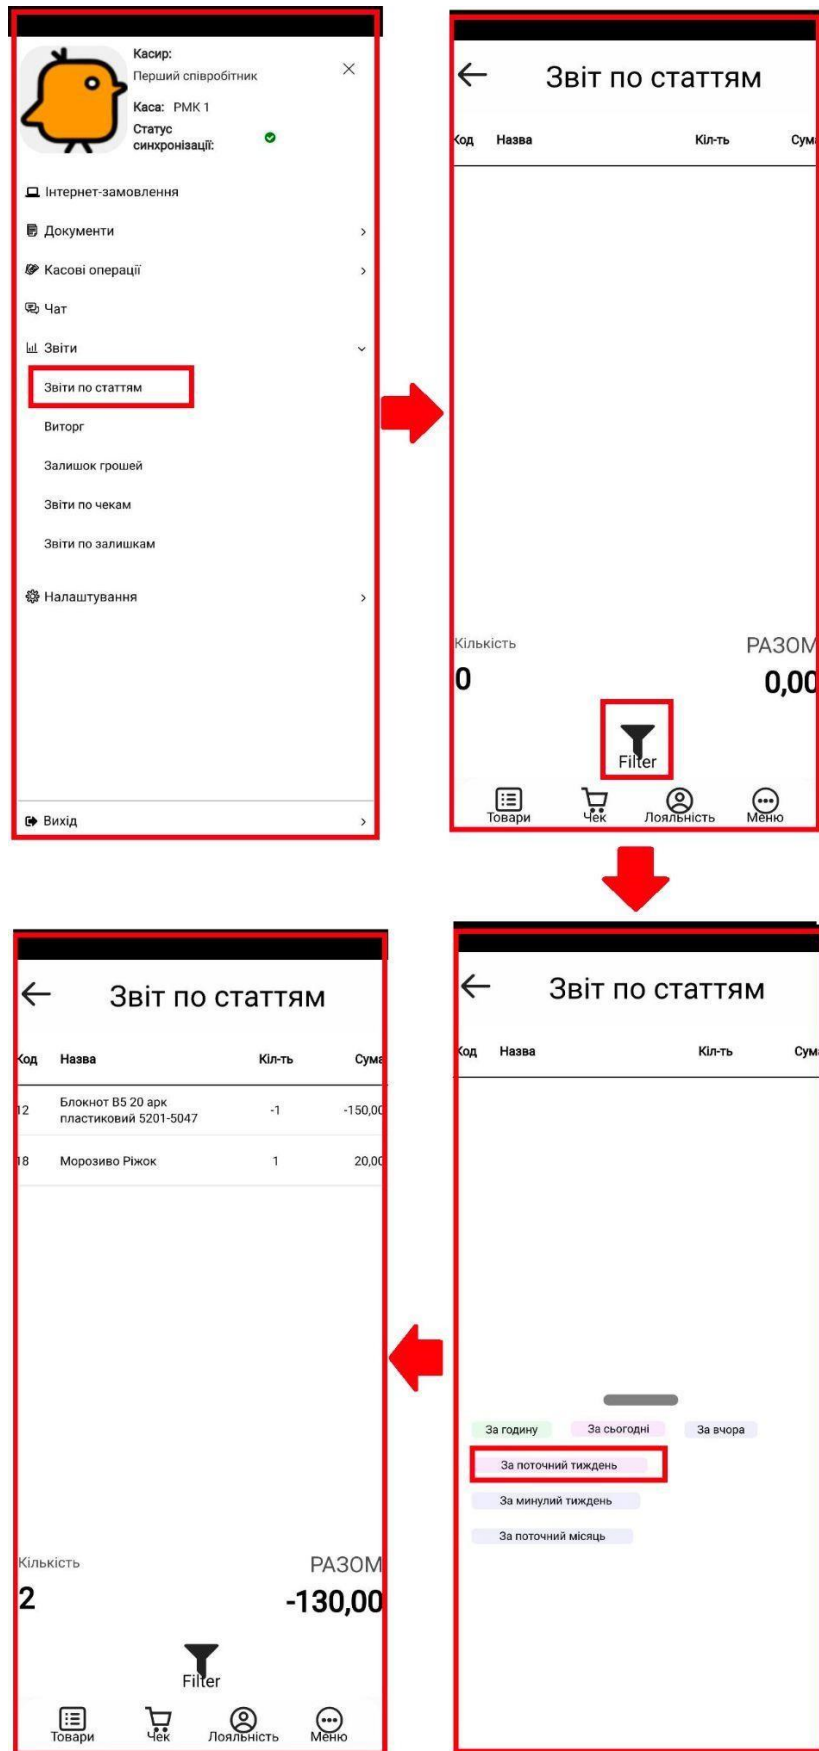 Касир:
Перший співробітник
Каса: РМК 1
Статус
синхронізації:
Інтернет-замовлення
Документи
Касові операції
Чат
Звіти
Звіти по статтям
Виторг
Залишок грошей
Звіти по чекам
Звіти по залишкам
Налаштування
Вихід
Звіт по статтям
Код Назва Кіл-ть Сума
Кількість РАЗОМ
0 0,00
Filter
Товари Чек Лояльність Меню
Звіт по статтям
Код Назва Кіл-ть Сума
За годину За сьогодні За вчора
За поточний тиждень
За минулий тиждень
За поточний місяць
Звіт по статтям
Код Назва Кіл-ть Сума
12 Блокнот В5 20 арк
пластиковий 5201-5047 -1 -150,00
18 Морозиво Ріжок 1 20,00
Кількість РАЗОМ
2 -130,00
Filter
Товари Чек Лояльність Меню